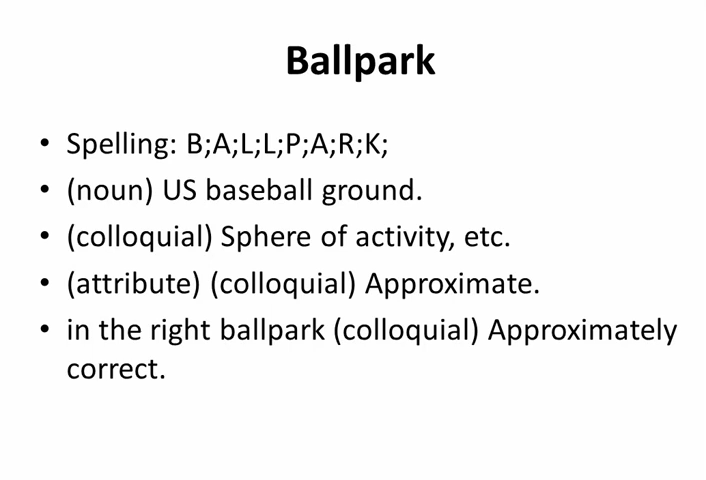 Ballpark
• Spelling: B;A;L;L;P;A;R;K;
• (noun) US baseball ground.
• (colloquial) Sphere of activity, etc.
• (attribute) (colloquial) Approximate.
• in the right ballpark (colloquial) Approximately
correct.